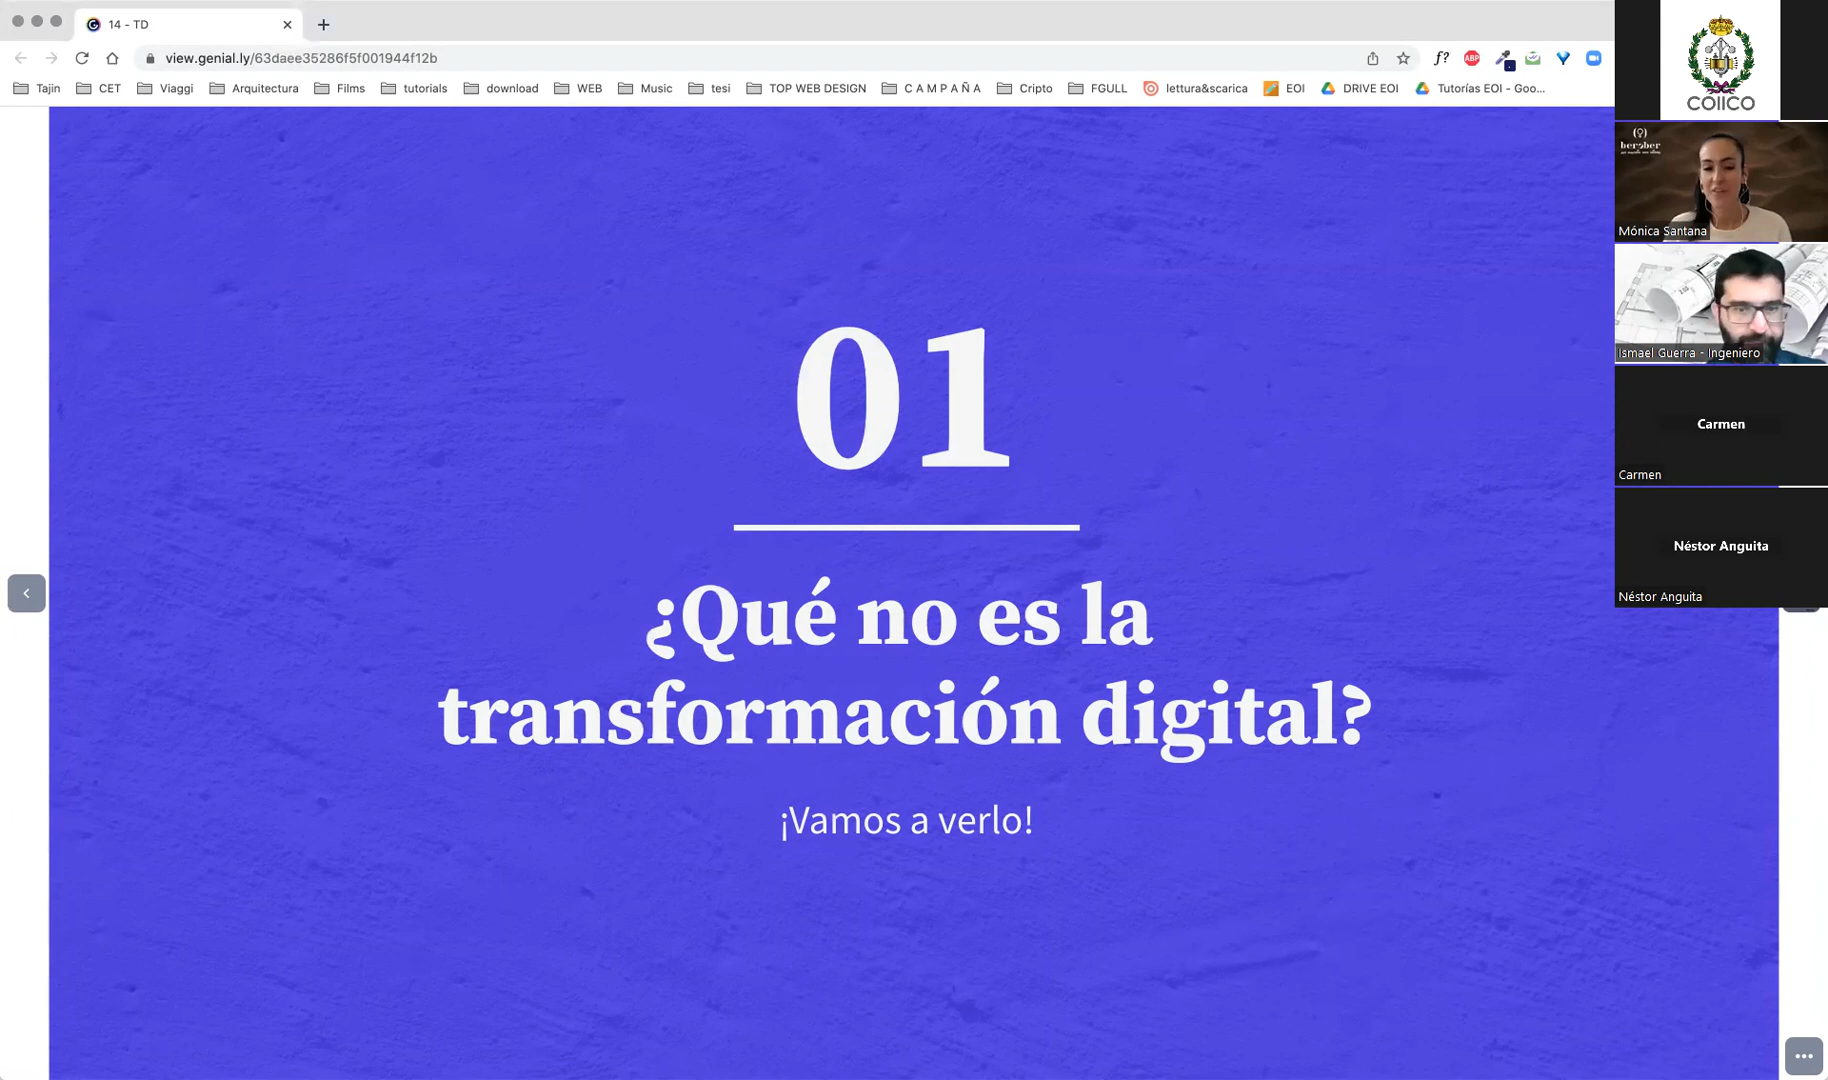 14 - TD
view.genial.ly/63daee35286f5f001944f12b
f?
ABP
Tajin
CET
Viaggi
Arquitectura
Films
tutorials
download
WEB
Music
tesi
TOP WEB DESIGN
C A M P A Ñ A
Cripto
FGULL
lettura&scarica
EOI
DRIVE EOI
Tutorías EOI - Goo...
01
¿Qué no es la
transformación digital?
¡Vamos a verlo!
COIICO
Mónica Santana
Ismael Guerra - Ingeniero
Carmen
Carmen
Néstor Anguita
Néstor Anguita